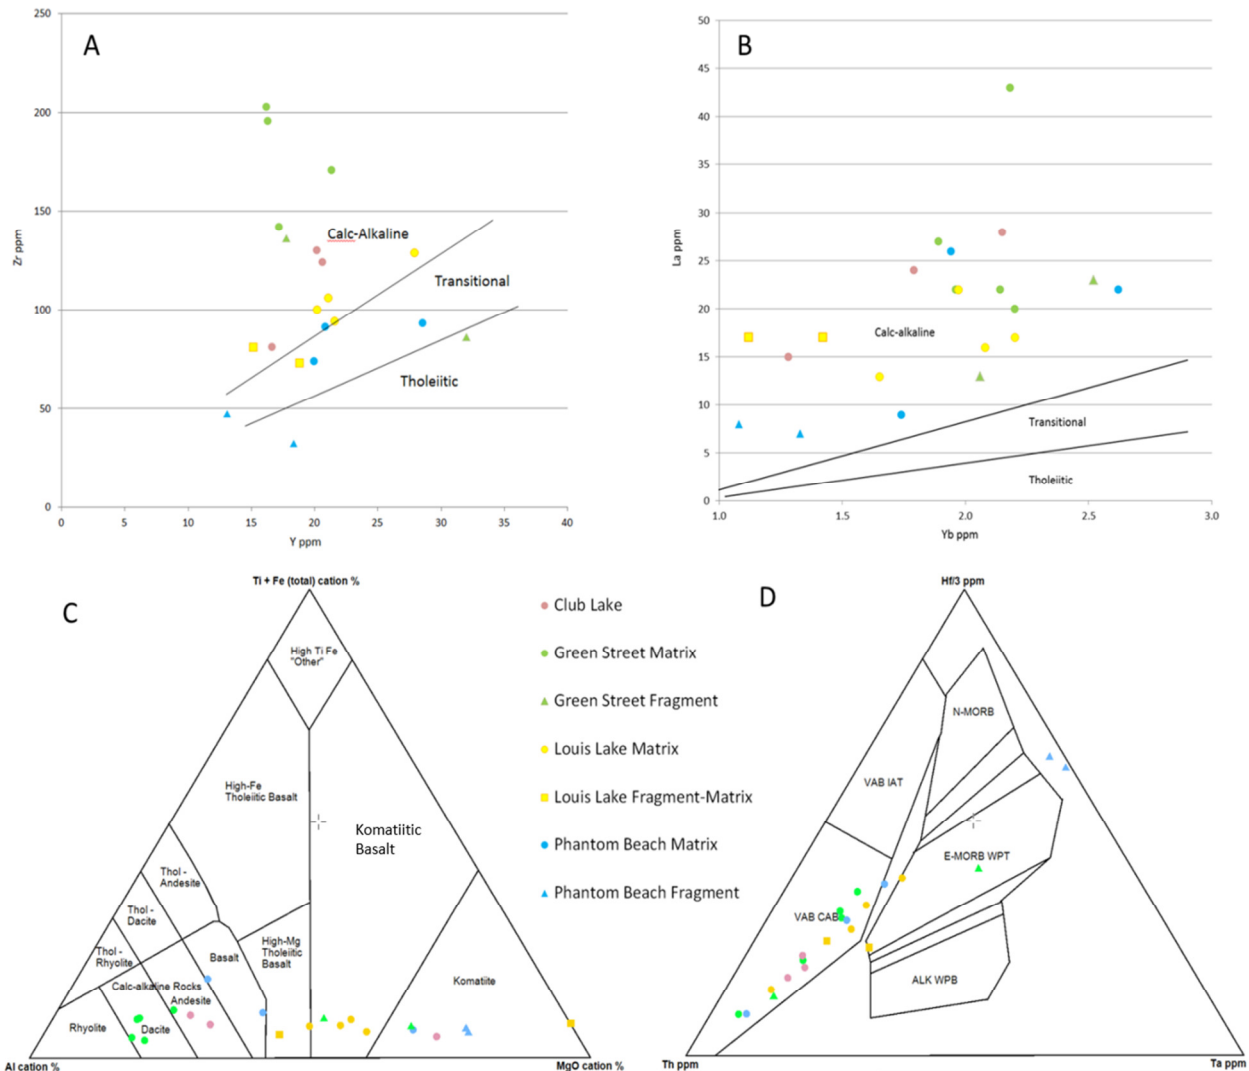 A
250
200
150
100
50
0
Zr ppm
Calc-Alkaline
Transitional
Tholeiitic
0 5 10 15 20 25 30 35 40
Y ppm
B
50
45
40
35
30
25
20
15
10
5
0
La ppm
Calc-alkaline
Transitional
Tholeiitic
1.0 1.5 2.0 2.5 3.0
Yb ppm
C
Ti + Fe (total) cation %
High Ti Fe
"Other"
High-Fe
Tholeiitic Basalt
Komatiitic
Basalt
Thol -
Andesite
Thol -
Dacite
Thol -
Rhyolite
Basalt
High-Mg
Tholeiitic
Basalt
Komatiite
Calc-alkaline Rocks
Andesite
Rhyolite
Dacite
Al cation %
MgO cation %
Club Lake
Green Street Matrix
Green Street Fragment
Louis Lake Matrix
Louis Lake Fragment-Matrix
Phantom Beach Matrix
Phantom Beach Fragment
D
Hf/3 ppm
N-MORB
VAB IAT
E-MORB WPT
VAB CAB
ALK WPB
Th ppm
Ta ppm